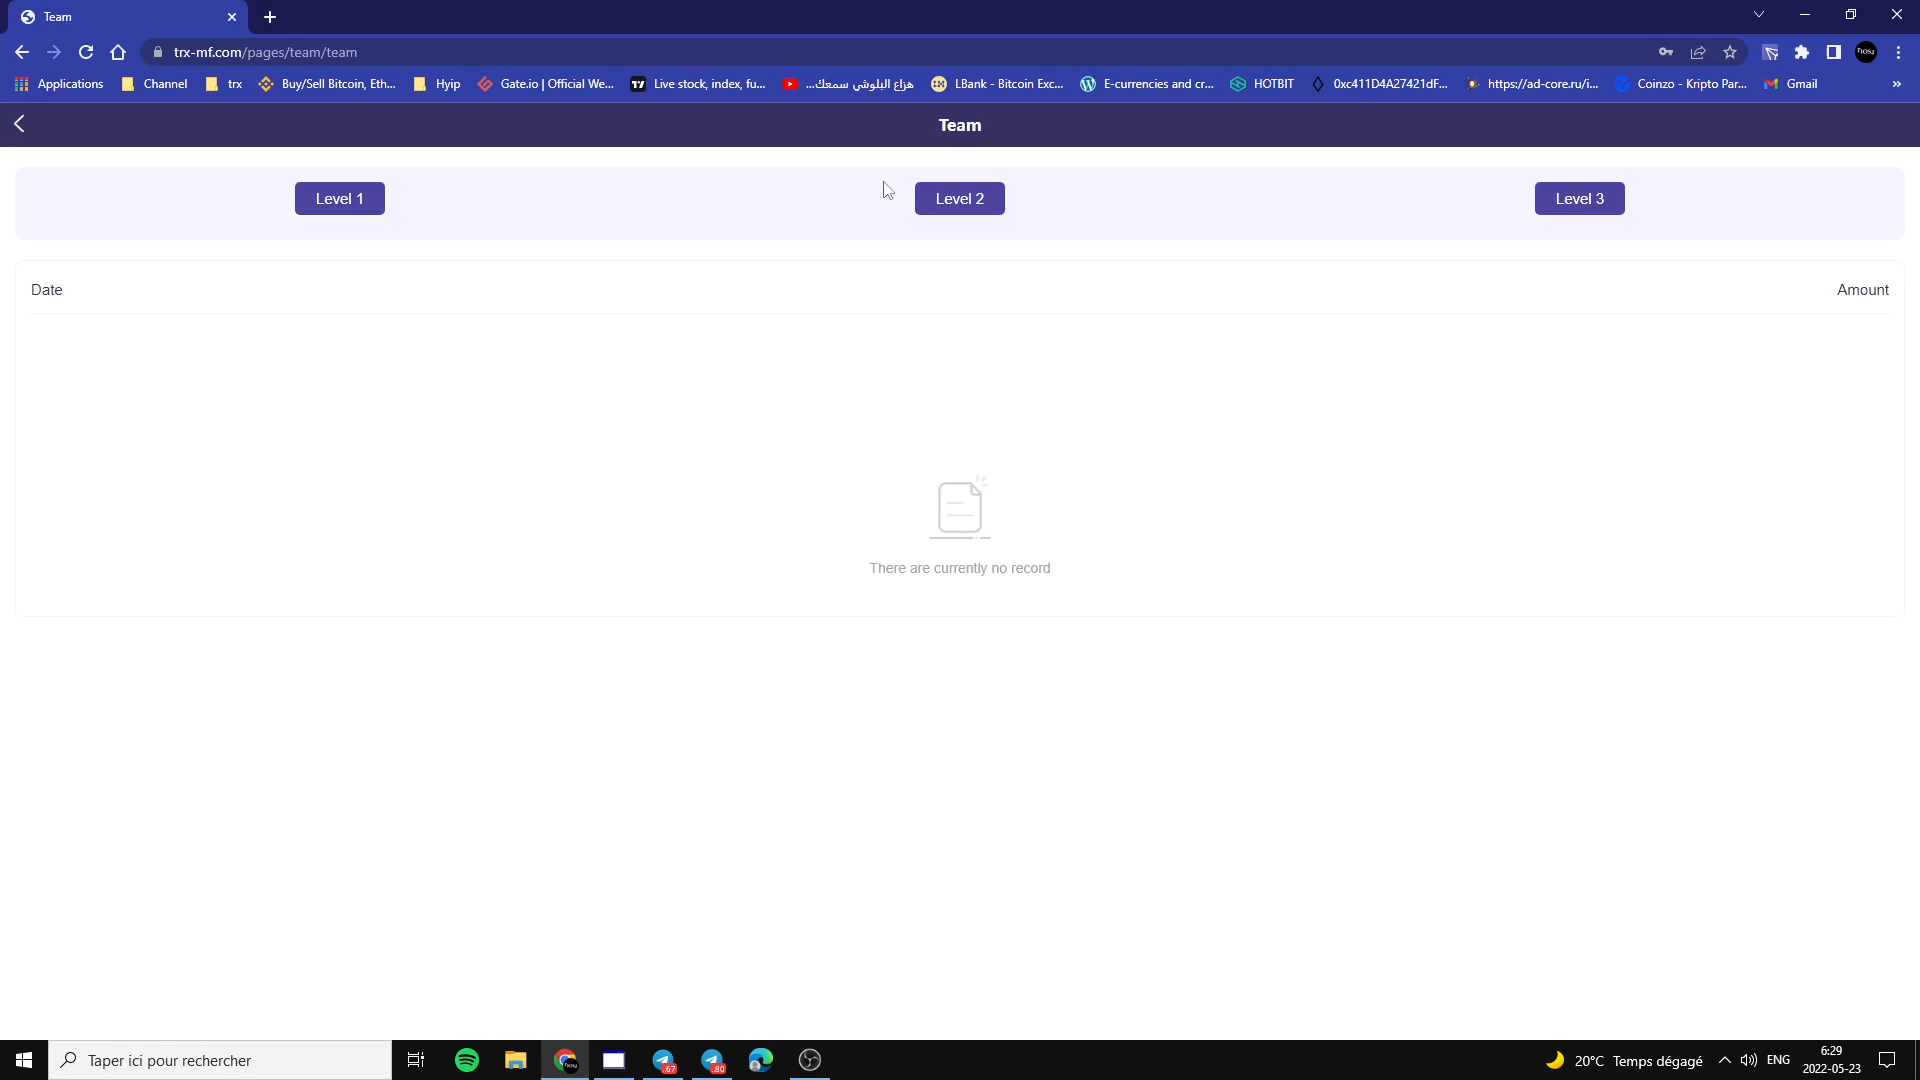 Team
trx-mf.com/pages/team/team
Applications
Channel
trx
Buy/Sell Bitcoin, Eth...
Hyip
Gate.io | Official We...
Live stock, index, fu...
هزاع البلوشي سمعك...
LBank - Bitcoin Exc...
E-currencies and cr...
HOTBIT
0xc411D4A27421dF...
https://ad-core.ru/i...
Coinzo - Kripto Par...
Gmail
Team
Level 1
Level 2
Level 3
Date
Amount
There are currently no record
Taper ici pour rechercher
.67
.80
20°C Temps dégagé
ENG
6:29
2022-05-23